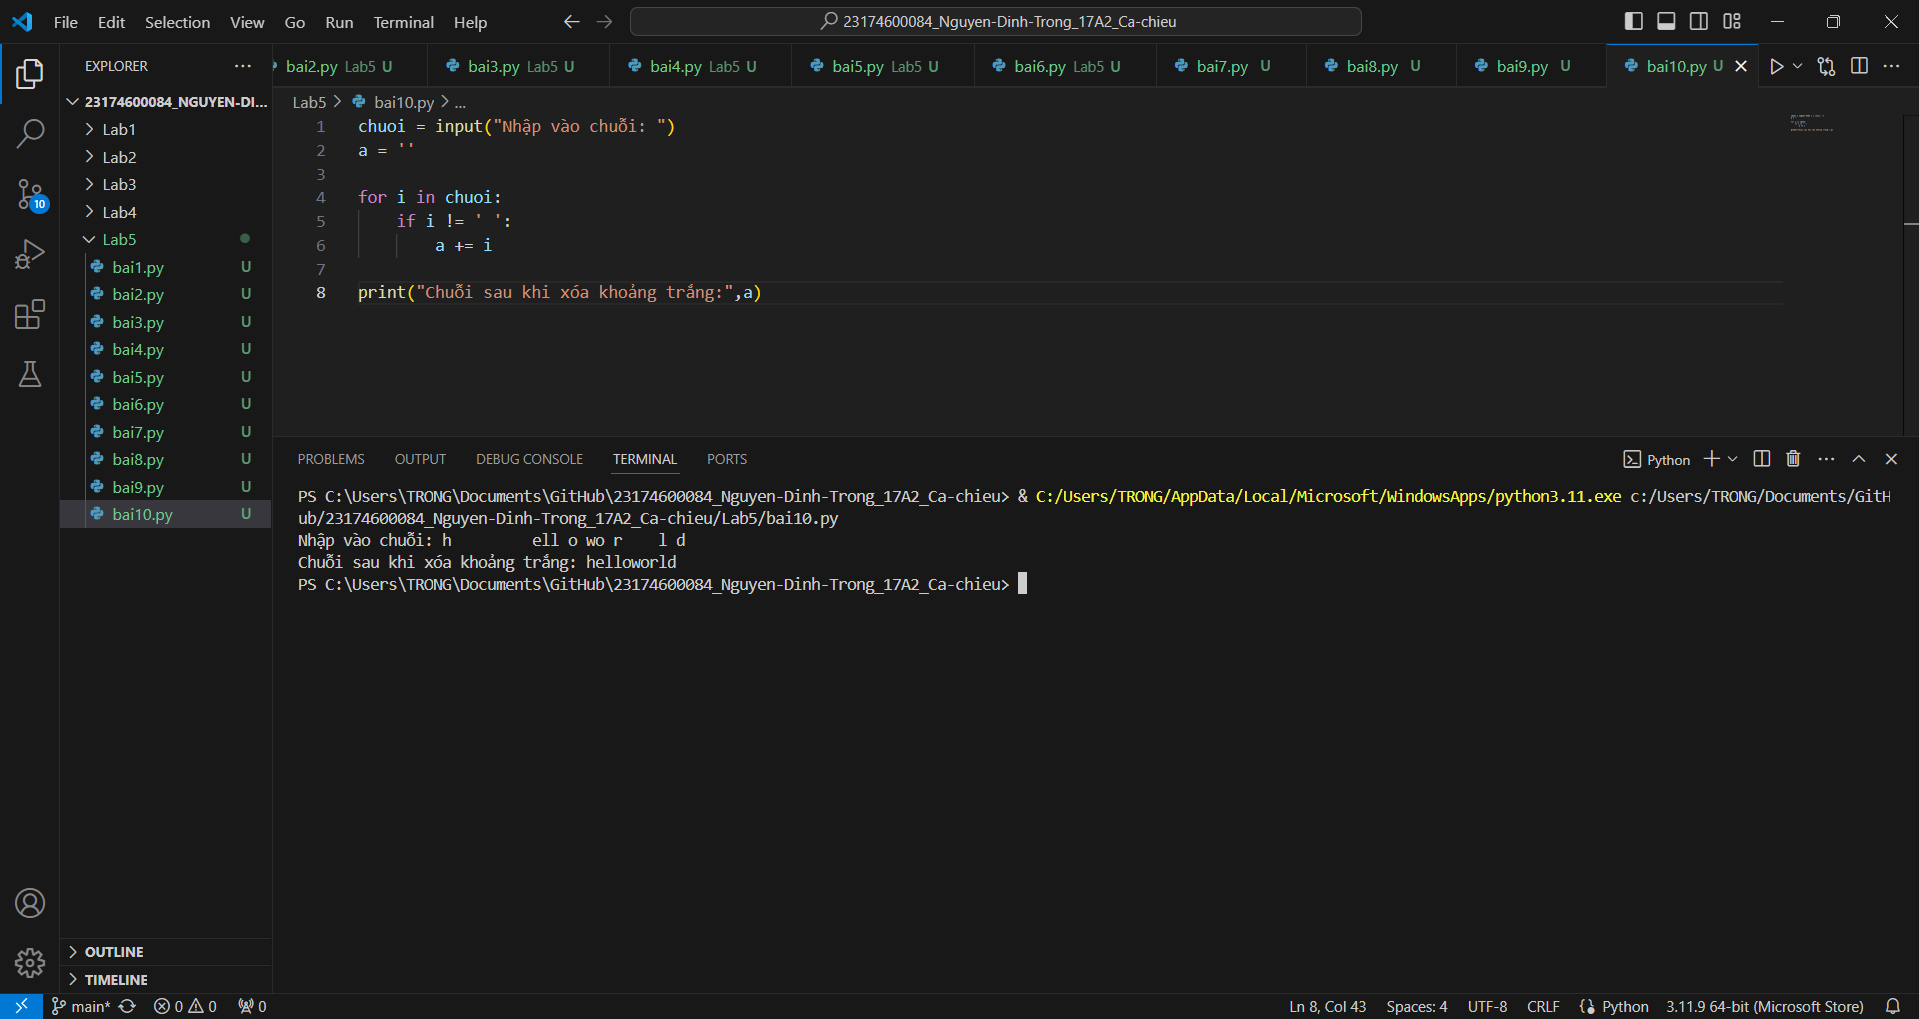 File Edit Selection View Go Run Terminal Help
23174600084_Nguyen-Dinh-Trong_17A2_Ca-chieu
EXPLORER
bai2.py Lab5 U
bai3.py Lab5 U
bai4.py Lab5 U
bai5.py Lab5 U
bai6.py Lab5 U
bai7.py U
bai8.py U
bai9.py U
bai10.py U
23174600084_NGUYEN-DI...
Lab1
Lab2
Lab3
Lab4
Lab5
bai1.py U
bai2.py U
bai3.py U
bai4.py U
bai5.py U
bai6.py U
bai7.py U
bai8.py U
bai9.py U
bai10.py U
10
OUTLINE
TIMELINE
Lab5 > bai10.py > ...
1 chuoi = input("Nhập vào chuỗi: ")
2 a = ''
3
4 for i in chuoi:
5     if i != ' ':
6         a += i
7
8 print("Chuỗi sau khi xóa khoảng trắng:",a)
PROBLEMS OUTPUT DEBUG CONSOLE TERMINAL PORTS
Python
PS C:\Users\TRONG\Documents\GitHub\23174600084_Nguyen-Dinh-Trong_17A2_Ca-chieu> & C:/Users/TRONG/AppData/Local/Microsoft/WindowsApps/python3.11.exe c:/Users/TRONG/Documents/GitH
ub/23174600084_Nguyen-Dinh-Trong_17A2_Ca-chieu/Lab5/bai10.py
Nhập vào chuỗi: h         ell o wo r    l d
Chuỗi sau khi xóa khoảng trắng: helloworld
PS C:\Users\TRONG\Documents\GitHub\23174600084_Nguyen-Dinh-Trong_17A2_Ca-chieu>
main* 0 0 0
Ln 8, Col 43 Spaces: 4 UTF-8 CRLF Python 3.11.9 64-bit (Microsoft Store)